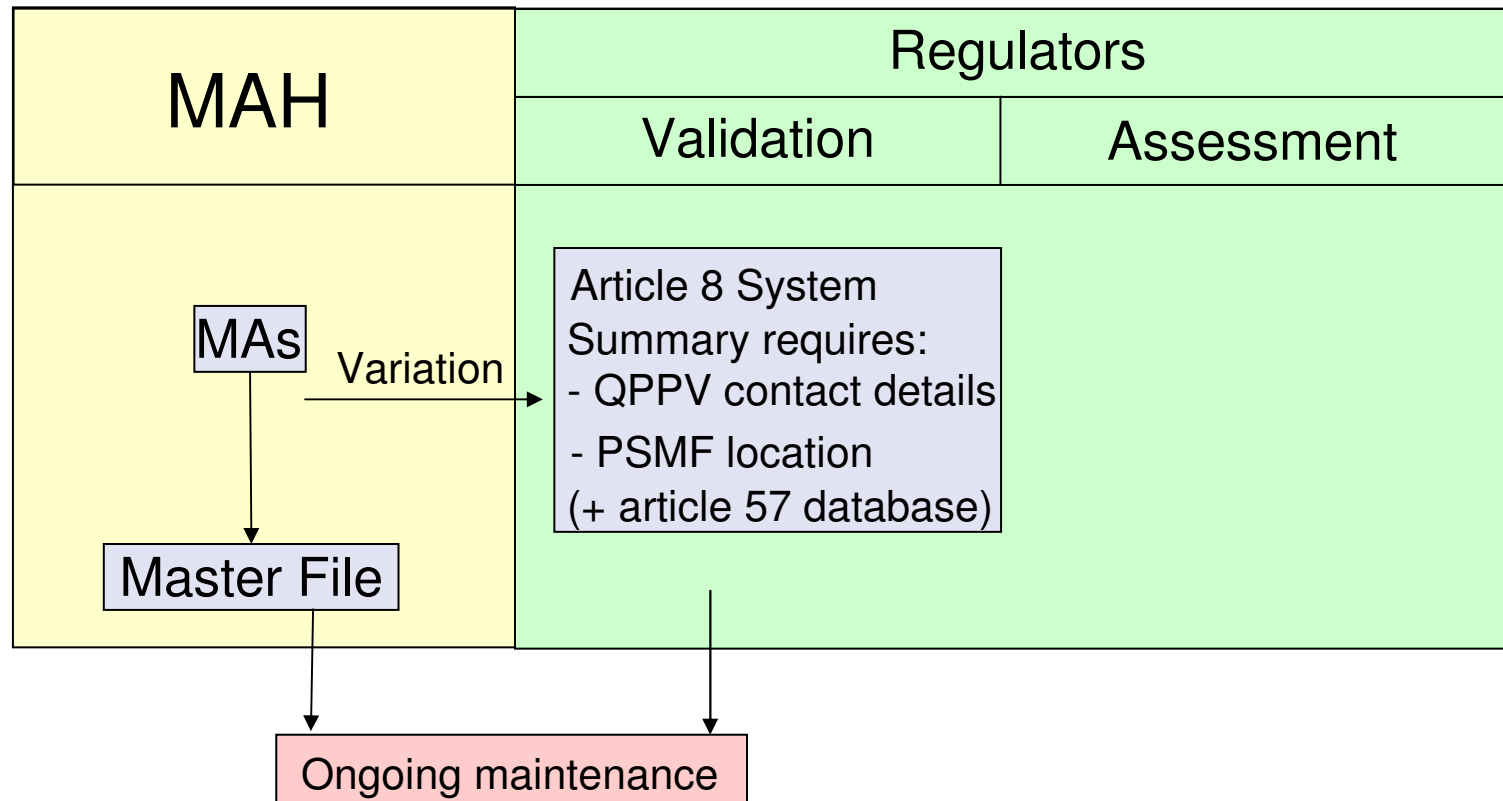 MAH
Regulators
Validation
Assessment
MAs
Variation
Article 8 System
Summary requires:
- QPPV contact details
- PSMF location
(+ article 57 database)
Master File
Ongoing maintenance